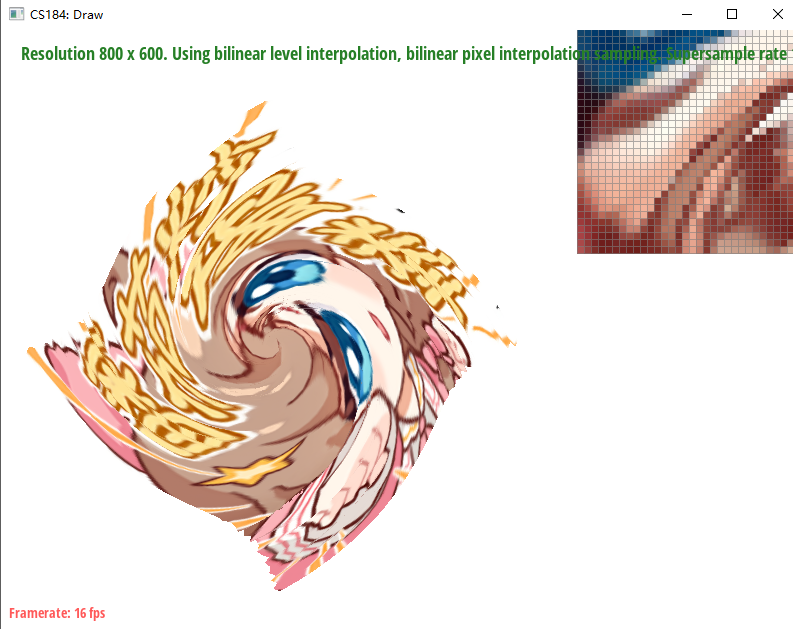 CS184: Draw
Resolution 800 x 600. Using bilinear level interpolation, bilinear pixel interpolation sampling. Supersample rate
Framerate: 16 fps